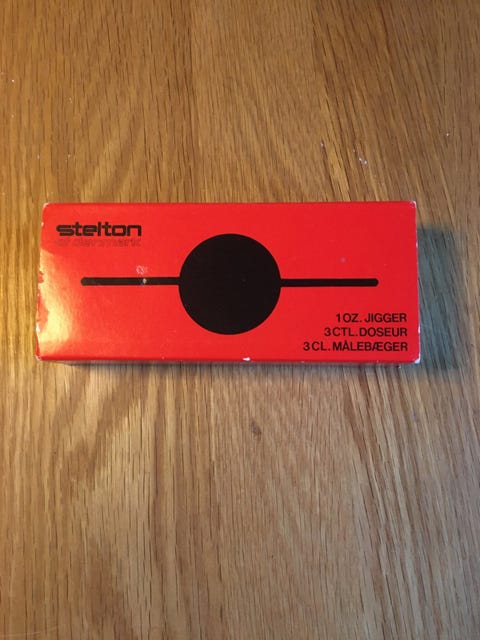 stelton
of denmark
1 OZ. JIGGER
3 CTL. DOSEUR
3 CL. MÅLEBÆGER